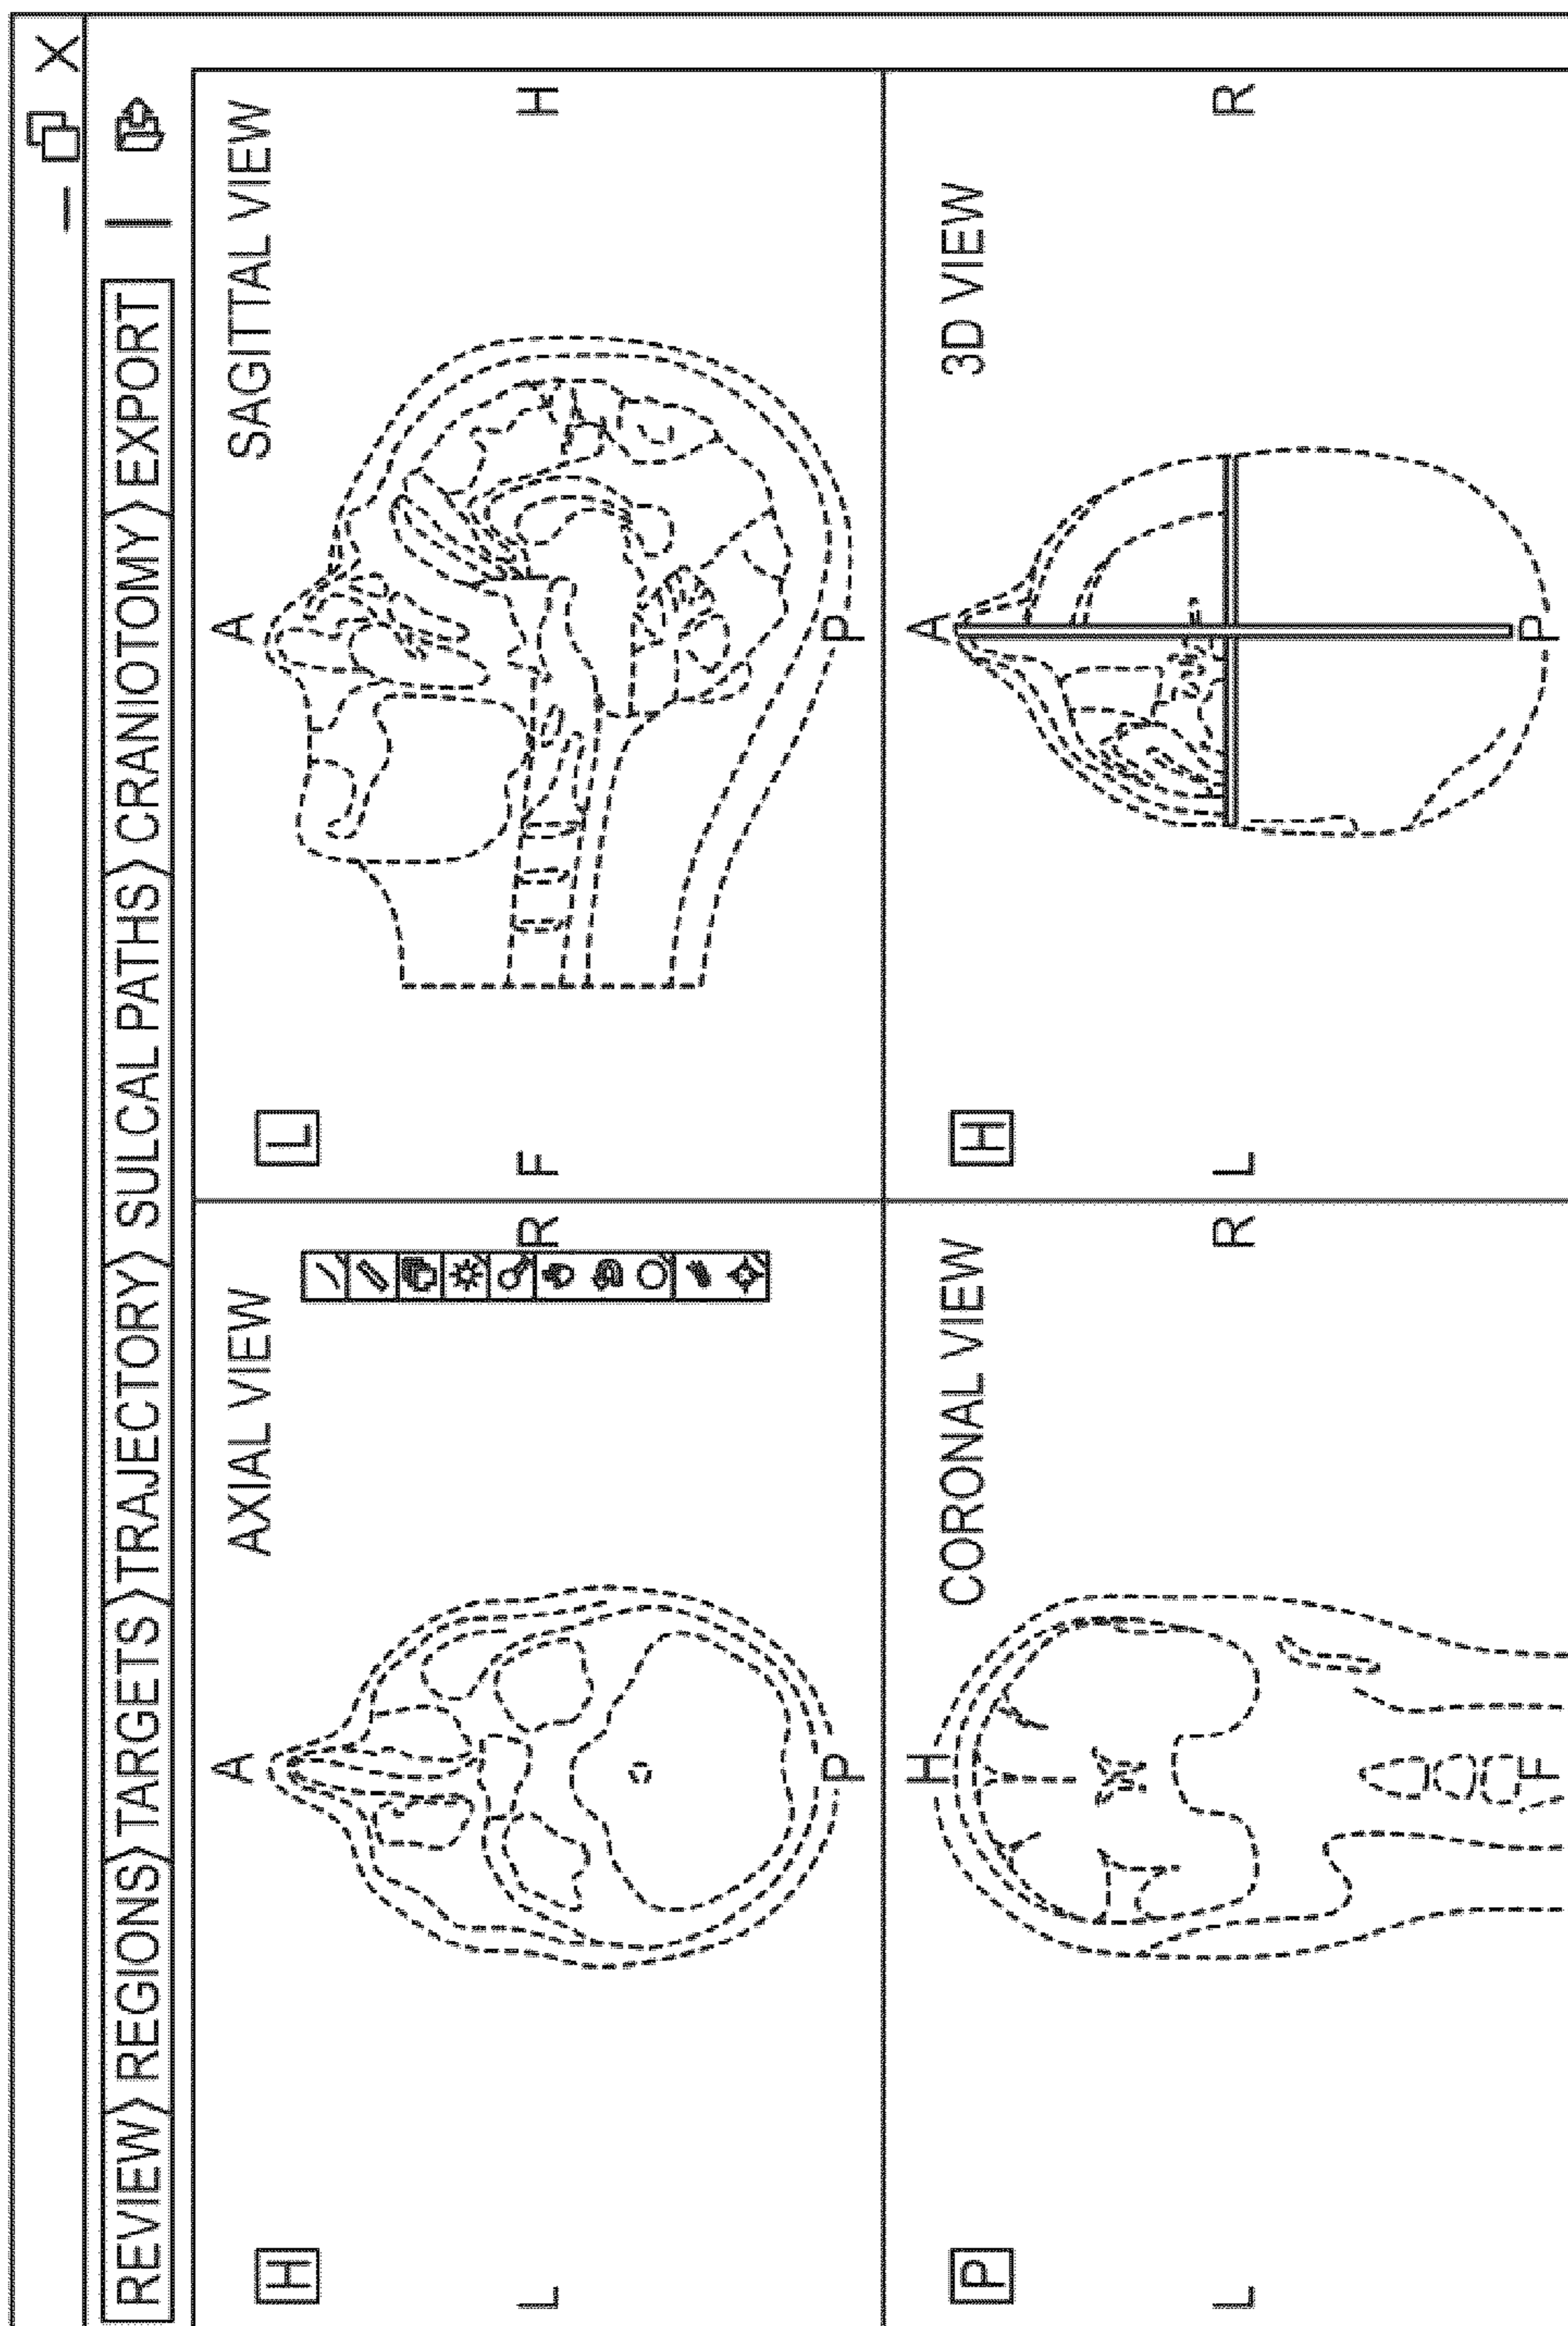 REVIEW REGIONS TARGETS TRAJECTORY SULCAL PATHS CRANIOTOMY EXPORT
H
A
AXIAL VIEW
L
R
P
L
A
SAGITTAL VIEW
F
H
P
P
H
CORONAL VIEW
L
R
F
H
A
3D VIEW
L
R
P